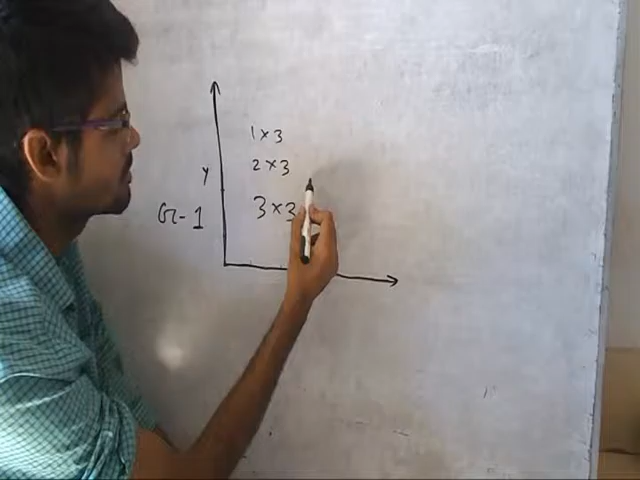 1 × 3
2 × 3
Y
3 × 3
G-1